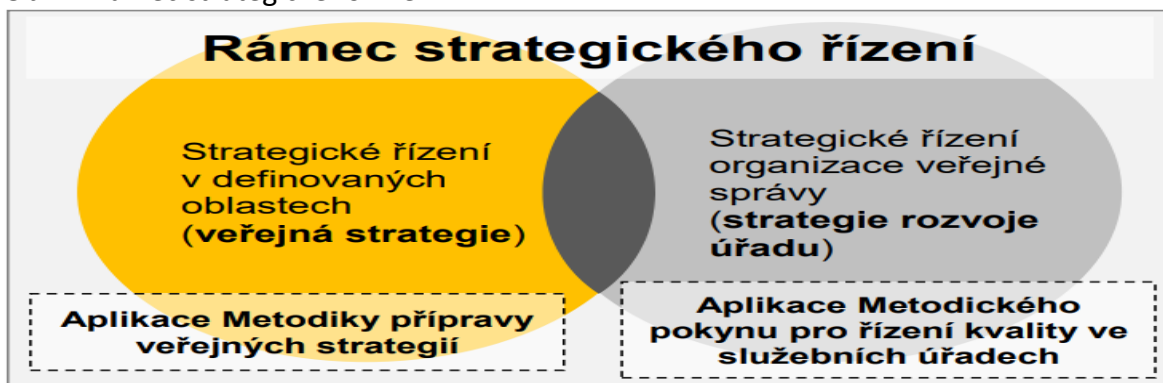 Rámec strategického řízení
Strategické řízení
v definovaných
oblastech
(veřejná strategie)
Strategické řízení
organizace veřejné
správy
(strategie rozvoje
úřadu)
Aplikace Metodiky přípravy
veřejných strategií
Aplikace Metodického
pokynu pro řízení kvality ve
služebních úřadech